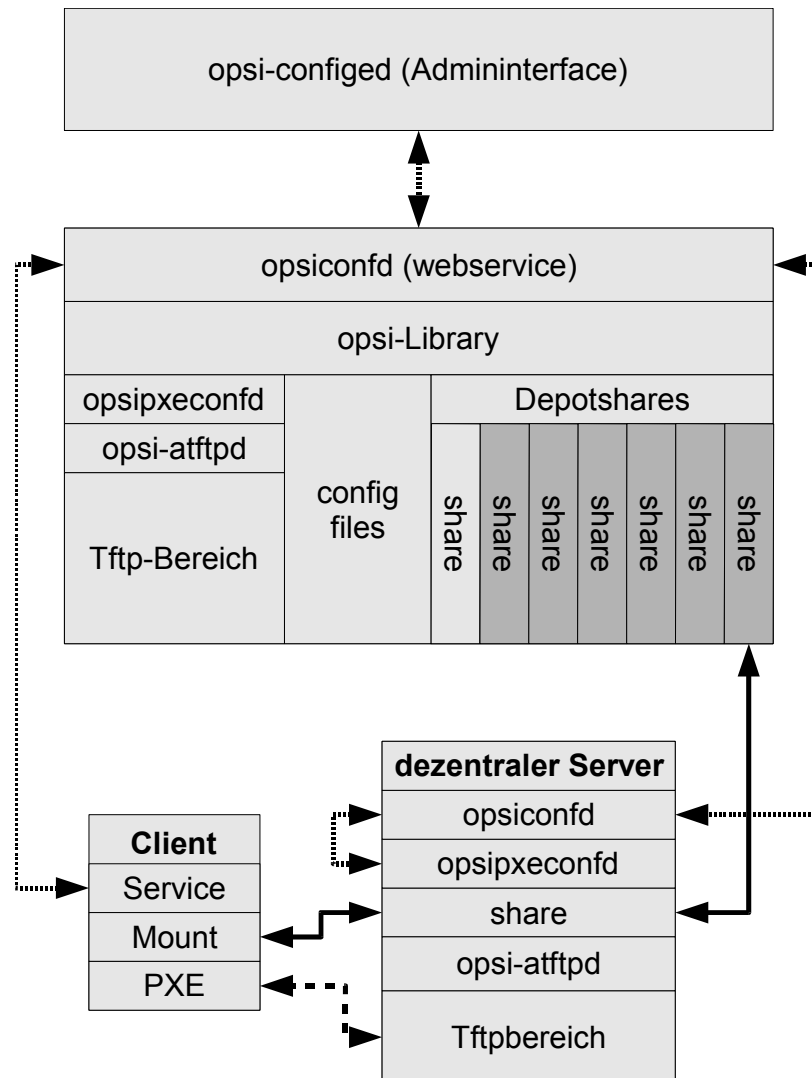 opsi-configed (Admininterface)
opsiconfd (webservice)
opsi-Library
opsipxeconfd
opsi-atftpd
Tftp-Bereich
config
files
Depotshares
share
share
share
share
share
share
share
Client
Service
Mount
PXE
dezentraler Server
opsiconfd
opsipxeconfd
share
opsi-atftpd
Tftpbereich